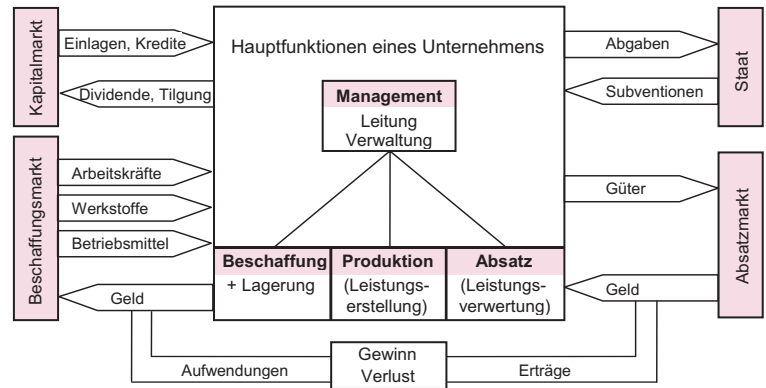 Kapitalmarkt
Einlagen, Kredite
Dividende, Tilgung
Hauptfunktionen eines Unternehmens
Management
Leitung
Verwaltung
Abgaben
Subventionen
Staat
Beschaffungsmarkt
Arbeitskräfte
Werkstoffe
Betriebsmittel
Geld
Beschaffung
+ Lagerung
Produktion
(Leistungs-
erstellung)
Absatz
(Leistungs-
verwertung)
Güter
Geld
Absatzmarkt
Aufwendungen
Gewinn
Verlust
Erträge